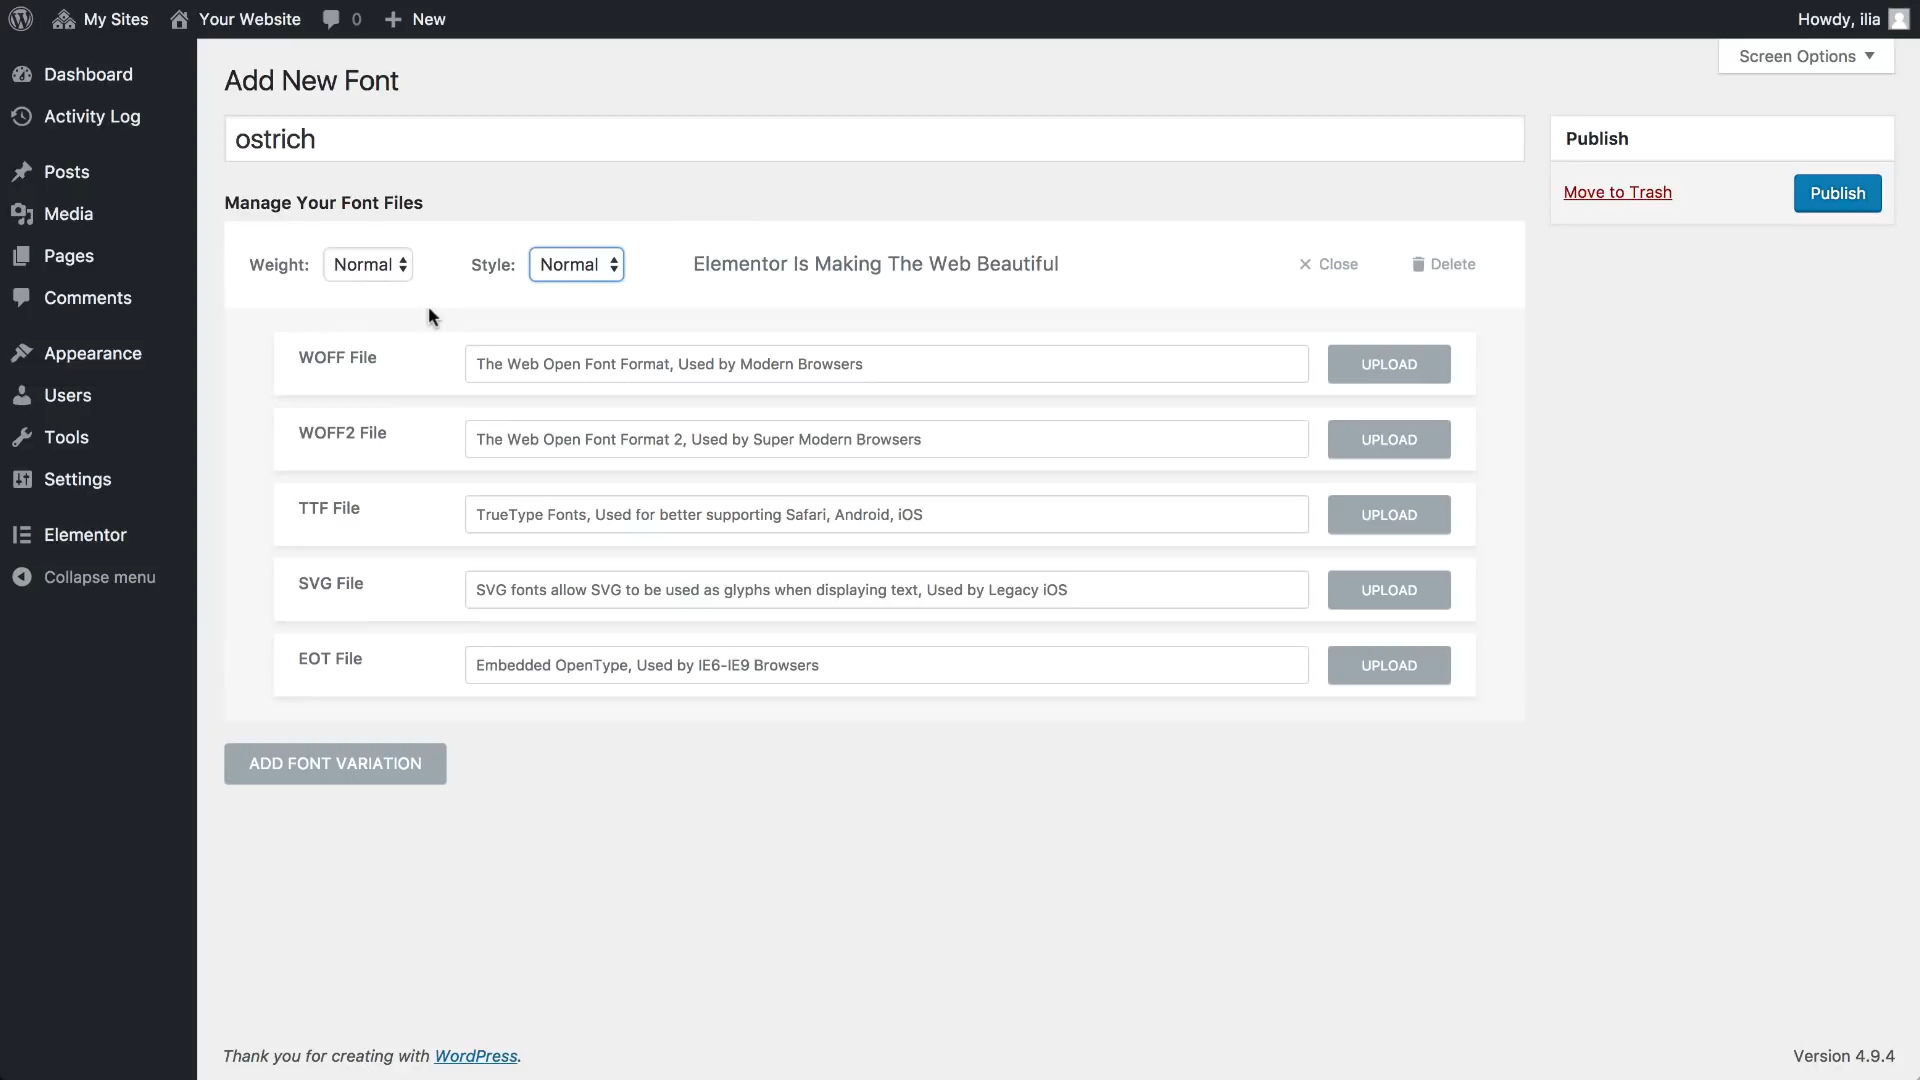 My Sites
Your Website
0
New
Howdy, ilia
Dashboard
Activity Log
Posts
Media
Pages
Comments
Appearance
Users
Tools
Settings
Elementor
Collapse menu
Screen Options
Add New Font
ostrich
Manage Your Font Files
Weight: Normal Style: Normal Elementor Is Making The Web Beautiful Close Delete
WOFF File The Web Open Font Format, Used by Modern Browsers UPLOAD
WOFF2 File The Web Open Font Format 2, Used by Super Modern Browsers UPLOAD
TTF File TrueType Fonts, Used for better supporting Safari, Android, iOS UPLOAD
SVG File SVG fonts allow SVG to be used as glyphs when displaying text, Used by Legacy iOS UPLOAD
EOT File Embedded OpenType, Used by IE6-IE9 Browsers UPLOAD
ADD FONT VARIATION
Publish
Move to Trash Publish
Thank you for creating with WordPress.
Version 4.9.4